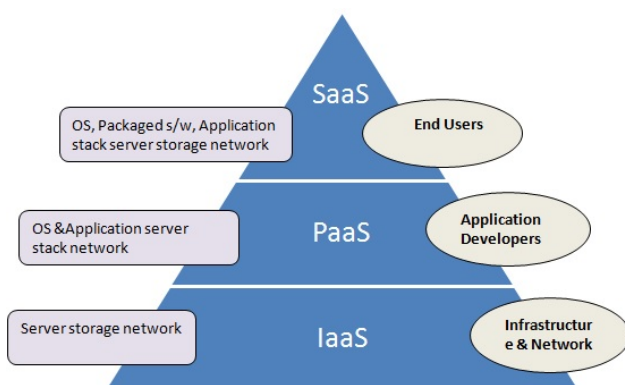 SaaS
OS, Packaged s/w, Application
stack server storage network
End Users
PaaS
OS &Application server
stack network
Application
Developers
IaaS
Server storage network
Infrastructur
e & Network